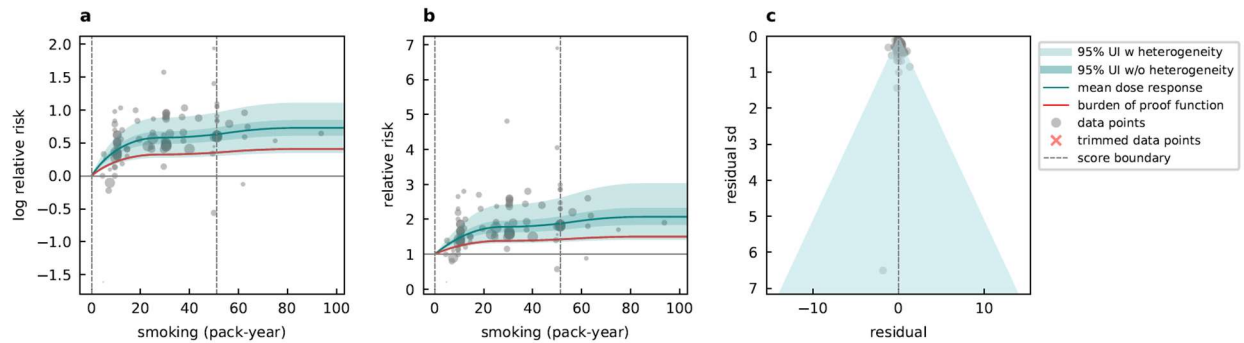 a
2.0
1.5
1.0
0.5
0.0
−0.5
−1.0
−1.5
log relative risk
0 20 40 60 80 100
smoking (pack-year)
b
7
6
5
4
3
2
1
0
relative risk
0 20 40 60 80 100
smoking (pack-year)
c
0
1
2
3
4
5
6
7
residual sd
−10 0 10
residual
95% UI w heterogeneity
95% UI w/o heterogeneity
mean dose response
burden of proof function
data points
trimmed data points
score boundary